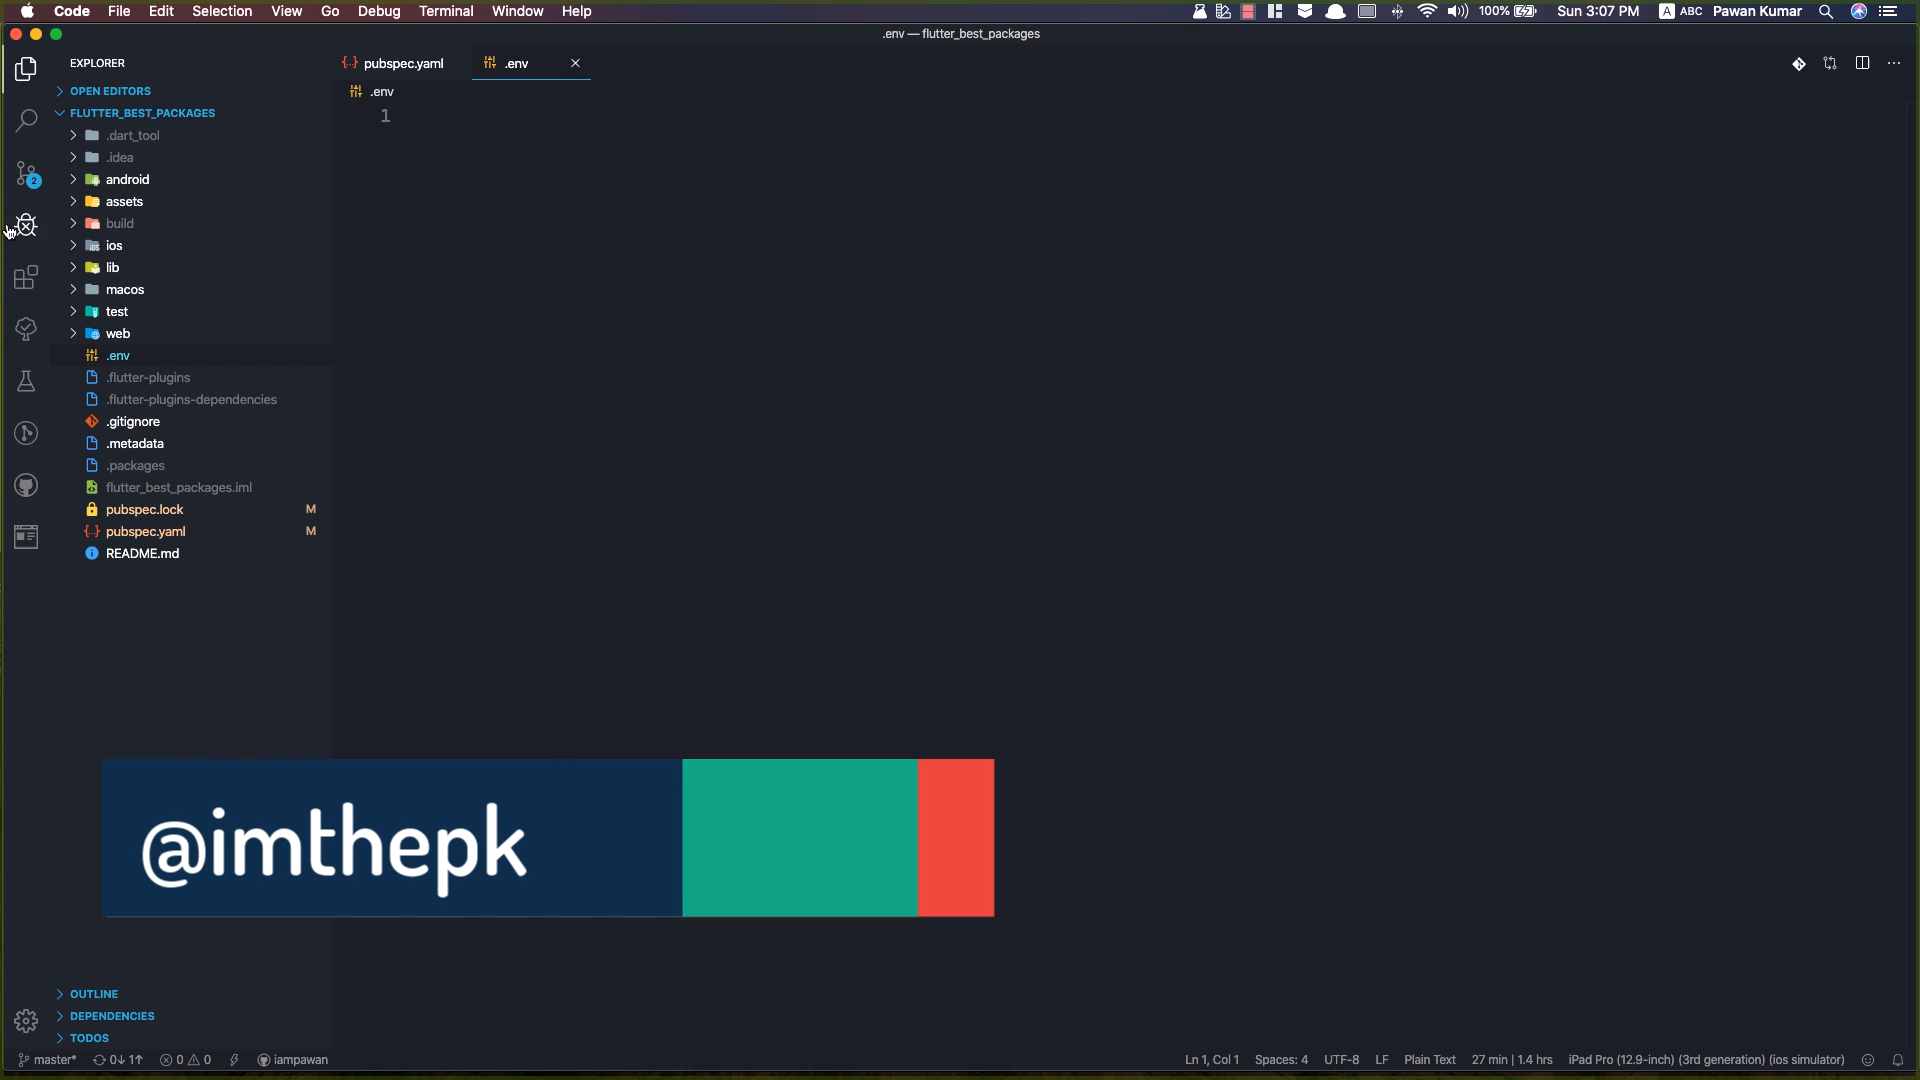 Code File Edit Selection View Go Debug Terminal Window Help 100% Sun 3:07 PM A ABC Pawan Kumar
.env — flutter_best_packages
EXPLORER
pubspec.yaml .env
OPEN EDITORS
.env
FLUTTER_BEST_PACKAGES
1
.dart_tool
.idea
android
assets
build
ios
lib
macos
test
web
.env
.flutter-plugins
.flutter-plugins-dependencies
.gitignore
.metadata
.packages
flutter_best_packages.iml
pubspec.lock M
pubspec.yaml M
README.md
2
@imthepk
OUTLINE
DEPENDENCIES
TODOS
master* 0↓ 1↑ 0 0 iampawan Ln 1, Col 1 Spaces: 4 UTF-8 LF Plain Text 27 min | 1.4 hrs iPad Pro (12.9-inch) (3rd generation) (ios simulator)